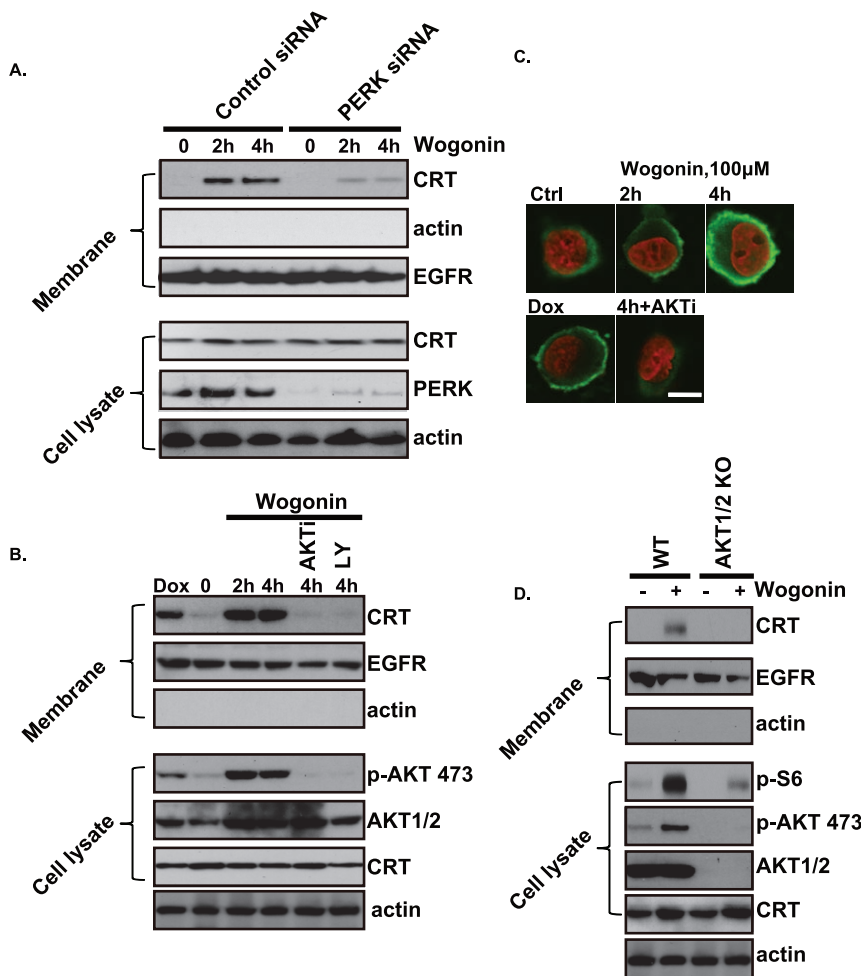 A.
Control siRNA
PERK siRNA
0 2h 4h 0 2h 4h Wogonin
Membrane
CRT
actin
EGFR
Cell lysate
CRT
PERK
actin
C.
Wogonin,100μM
Ctrl 2h 4h
Dox 4h+AKTi
B.
Wogonin
AKTi
LY
Dox 0 2h 4h 4h 4h
Membrane
CRT
EGFR
actin
Cell lysate
p-AKT 473
AKT1/2
CRT
actin
D.
WT
AKT1/2 KO
- + - + Wogonin
Membrane
CRT
EGFR
actin
Cell lysate
p-S6
p-AKT 473
AKT1/2
CRT
actin